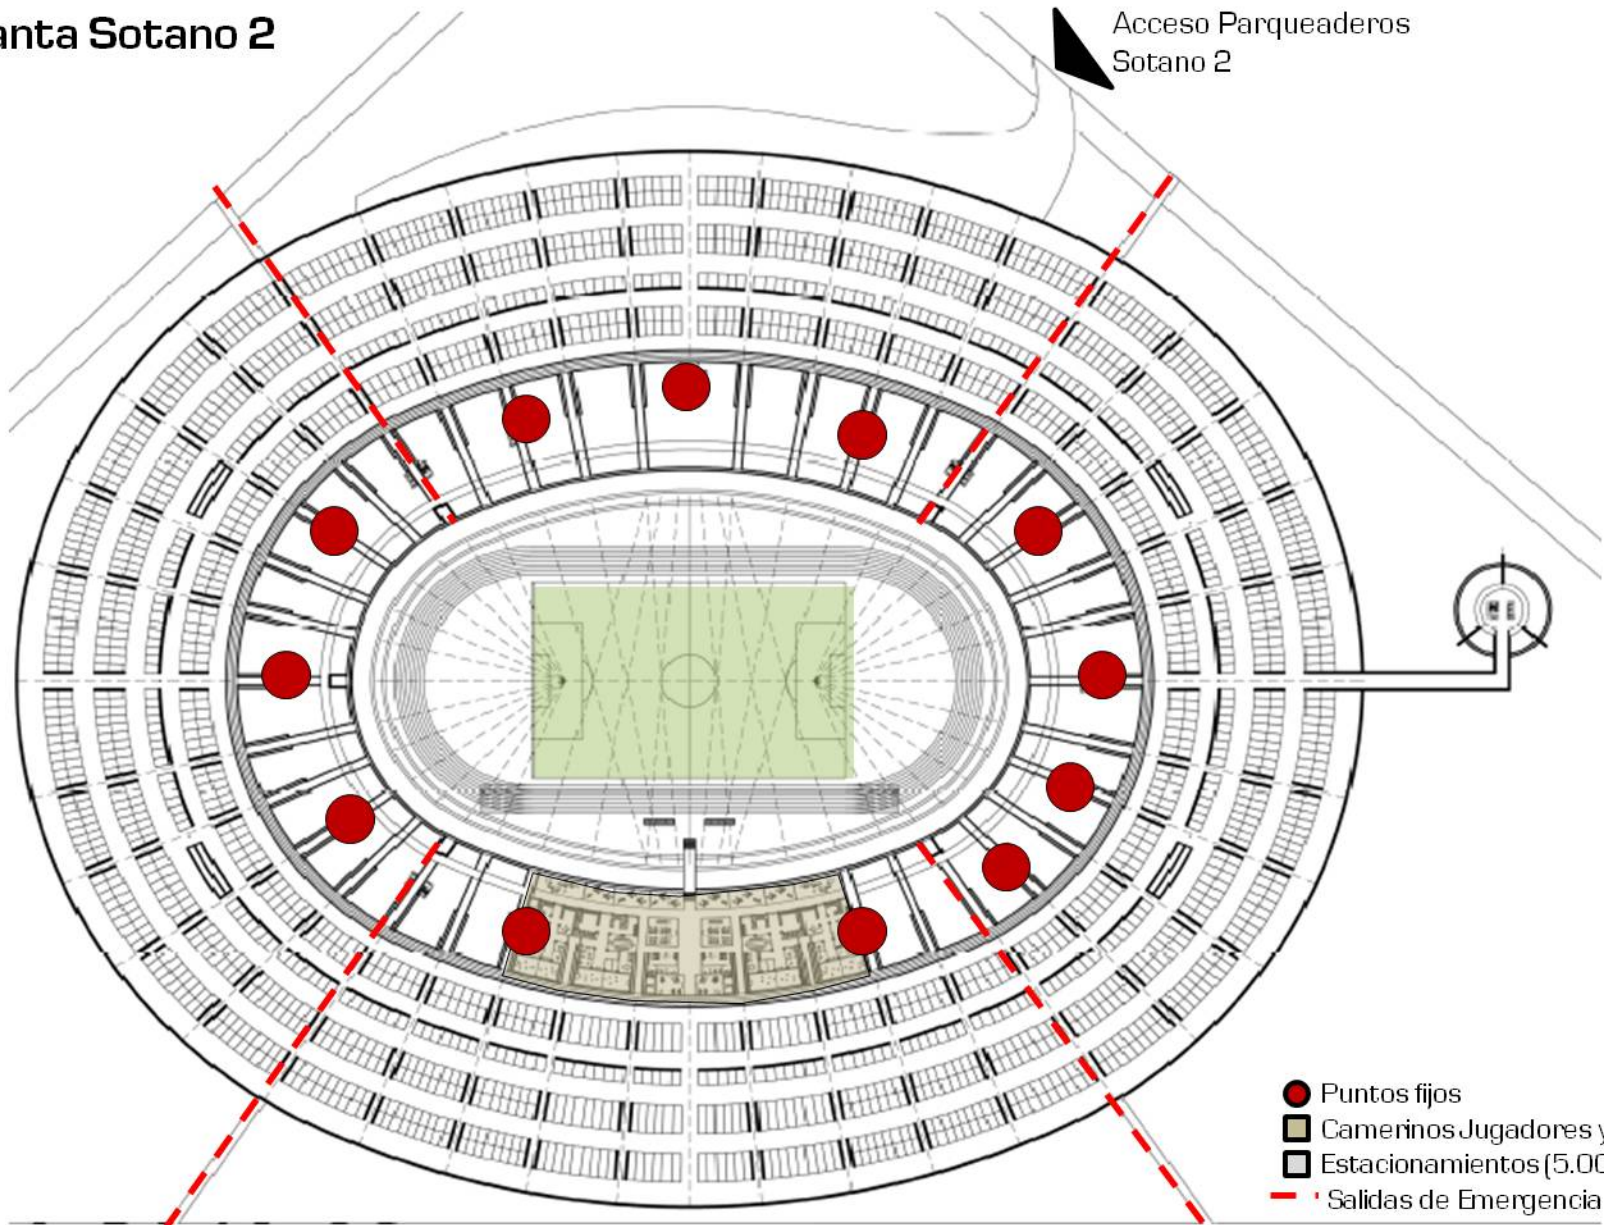 anta Sotano 2
Acceso Parqueaderos
Sotano 2
Puntos fijos
Camerinos Jugadores y
Estacionamientos (5.00
Salidas de Emergencia